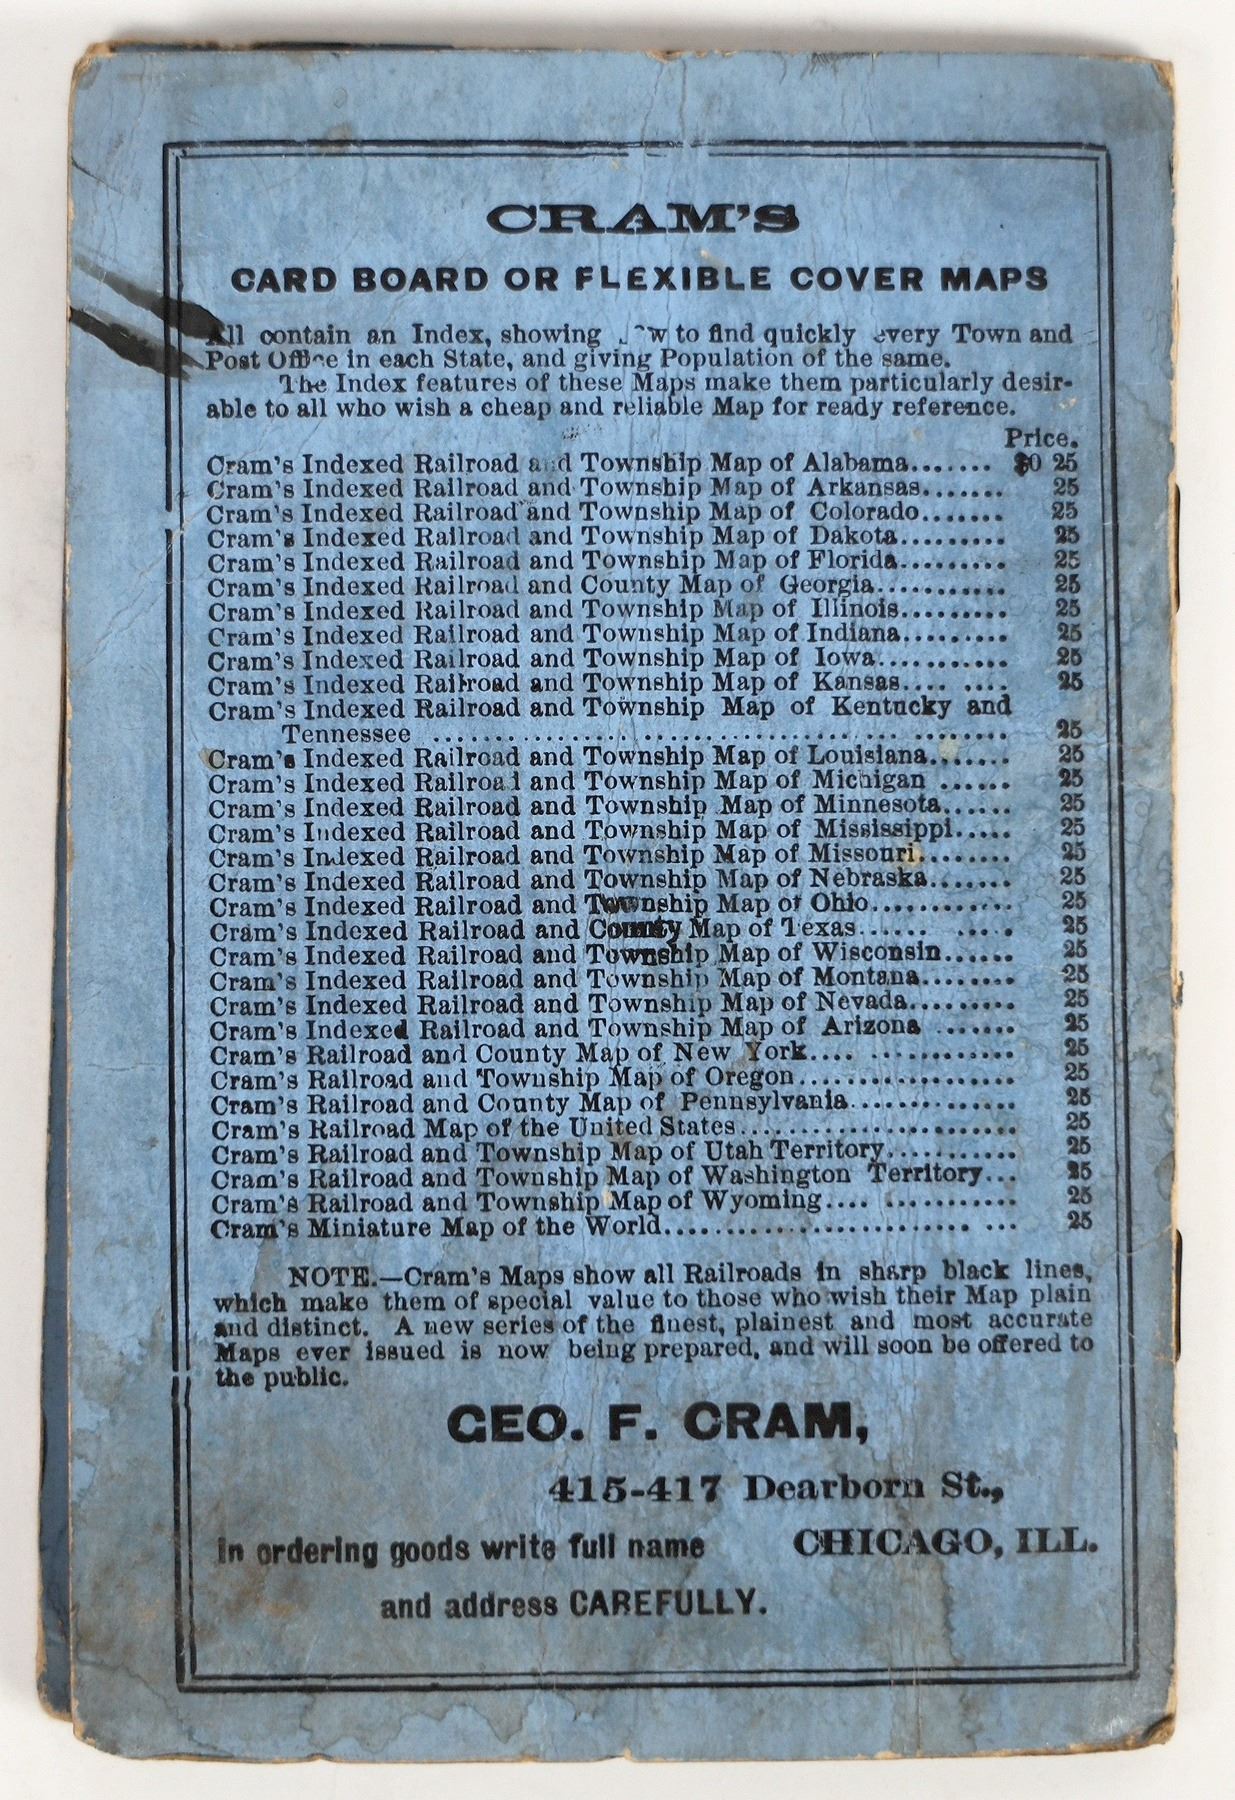 CRAM'S
CARD BOARD OR FLEXIBLE COVER MAPS
All contain an Index, showing to find quickly every Town and
Post Office in each State, and giving Population of the same.
The Index features of these Maps make them particularly desir-
able to all who wish a cheap and reliable Map for ready reference.
Price.
Cram's Indexed Railroad and Township Map of Alabama....... $0 25
Cram's Indexed Railroad and Township Map of Arkansas....... 25
Cram's Indexed Railroad and Township Map of Colorado....... 25
Cram's Indexed Railroad and Township Map of Dakota......... 25
Cram's Indexed Railroad and Township Map of Florida......... 25
Cram's Indexed Railroad and County Map of Georgia........... 25
Cram's Indexed Railroad and Township Map of Illinois......... 25
Cram's Indexed Railroad and Township Map of Indiana......... 25
Cram's Indexed Railroad and Township Map of Iowa........... 25
Cram's Indexed Railroad and Township Map of Kansas.... .... 25
Cram's Indexed Railroad and Township Map of Kentucky and
Tennessee ................................................ 25
Cram's Indexed Railroad and Township Map of Louisiana....... 25
Cram's Indexed Railroad and Township Map of Michigan ...... 25
Cram's Indexed Railroad and Township Map of Minnesota...... 25
Cram's Indexed Railroad and Township Map of Mississippi..... 25
Cram's Indexed Railroad and Township Map of Missouri........ 25
Cram's Indexed Railroad and Township Map of Nebraska....... 25
Cram's Indexed Railroad and Township Map of Ohio............ 25
Cram's Indexed Railroad and County Map of Texas...... ..... 25
Cram's Indexed Railroad and Township Map of Wisconsin...... 25
Cram's Indexed Railroad and Township Map of Montana........ 25
Cram's Indexed Railroad and Township Map of Nevada......... 25
Cram's Indexed Railroad and Township Map of Arizona ....... 25
Cram's Railroad and County Map of New York.... ............ 25
Cram's Railroad and Township Map of Oregon.................. 25
Cram's Railroad and County Map of Pennsylvania.............. 25
Cram's Railroad Map of the United States....................... 25
Cram's Railroad and Township Map of Utah Territory........... 25
Cram's Railroad and Township Map of Washington Territory... 25
Cram's Railroad and Township Map of Wyoming.... ........... 25
Cram's Miniature Map of the World......................... ... 25
NOTE.—Cram's Maps show all Railroads in sharp black lines,
which make them of special value to those who wish their Map plain
and distinct. A new series of the finest, plainest and most accurate
Maps ever issued is now being prepared, and will soon be offered to
the public.
GEO. F. CRAM,
415-417 Dearborn St.,
In ordering goods write full name CHICAGO, ILL.
and address CAREFULLY.